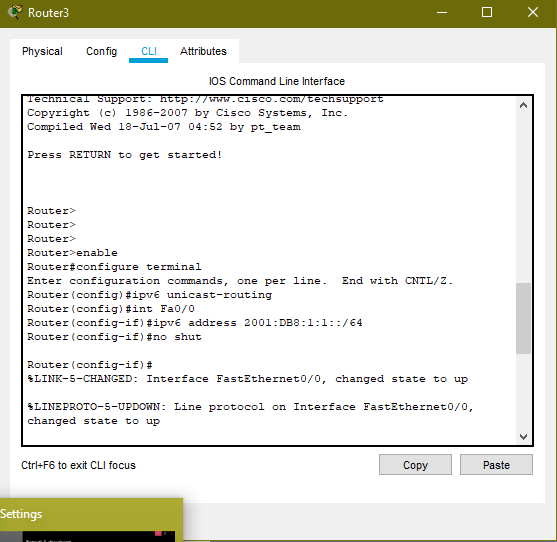 Router3
Physical Config CLI Attributes
IOS Command Line Interface
Technical Support: http://www.cisco.com/techsupport
Copyright (c) 1986-2007 by Cisco Systems, Inc.
Compiled Wed 18-Jul-07 04:52 by pt_team
Press RETURN to get started!
Router>
Router>
Router>
Router>enable
Router#configure terminal
Enter configuration commands, one per line.  End with CNTL/Z.
Router(config)#ipv6 unicast-routing
Router(config)#int Fa0/0
Router(config-if)#ipv6 address 2001:DB8:1:1::/64
Router(config-if)#no shut
Router(config-if)#
%LINK-5-CHANGED: Interface FastEthernet0/0, changed state to up
%LINEPROTO-5-UPDOWN: Line protocol on Interface FastEthernet0/0,
changed state to up
Ctrl+F6 to exit CLI focus
Copy Paste
Settings